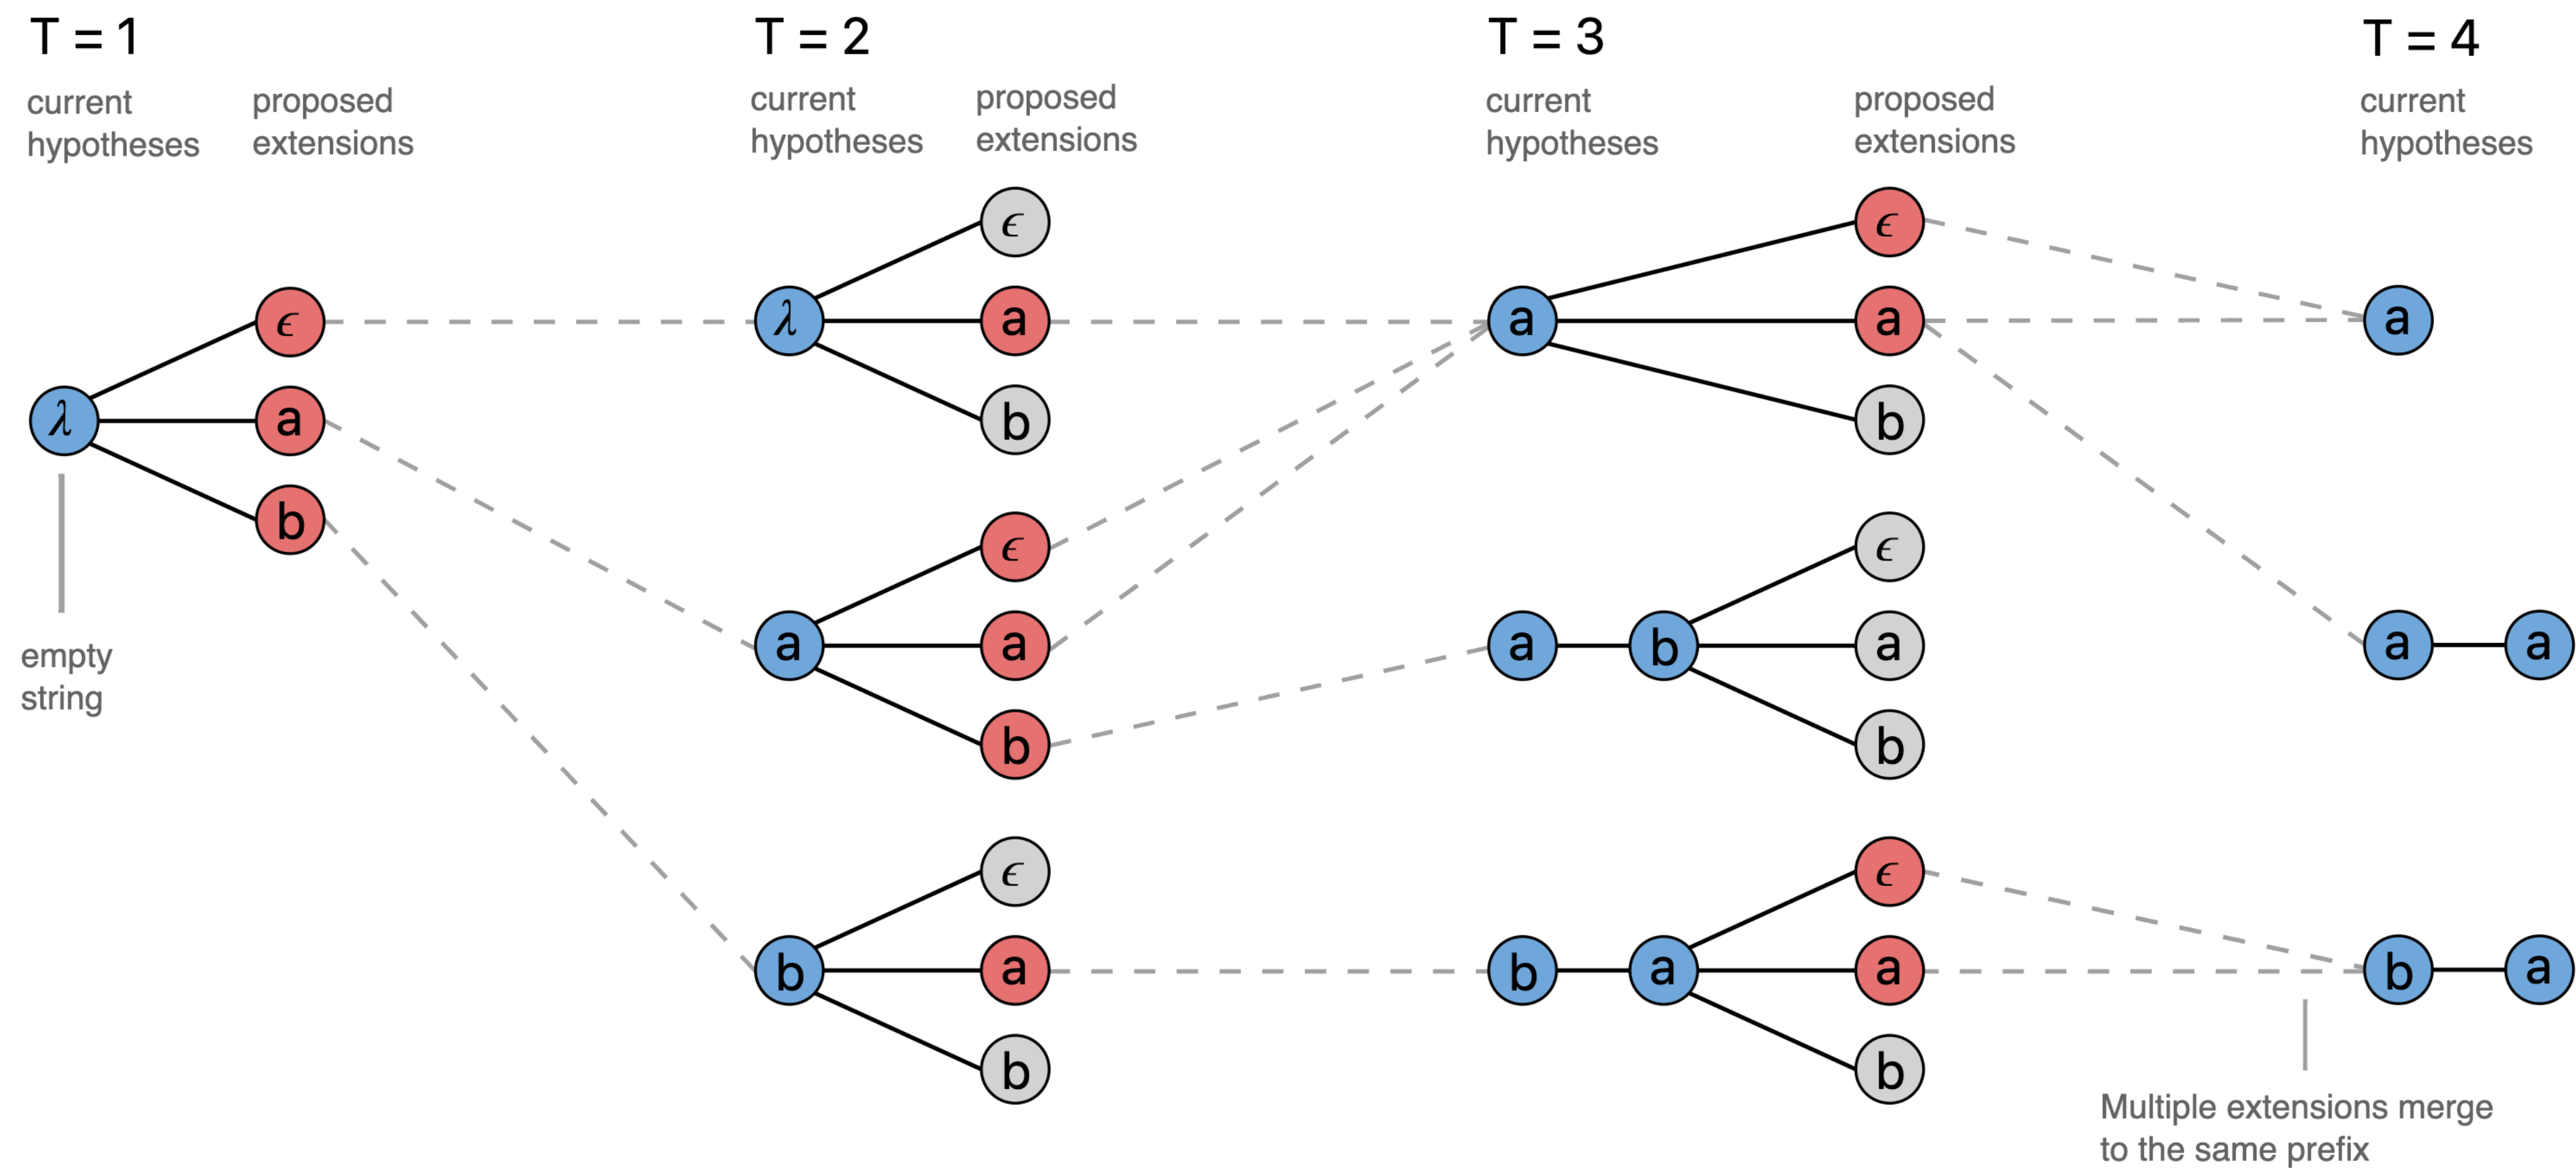 T = 1
T = 2
T = 3
T = 4
current
hypotheses
proposed
extensions
current
hypotheses
proposed
extensions
current
hypotheses
proposed
extensions
current
hypotheses
λ
ϵ
a
b
empty
string
λ
ϵ
a
b
a
ϵ
a
b
b
ϵ
a
b
a
ϵ
a
b
a b
ϵ
a
b
b a
ϵ
a
b
a
a a
b a
Multiple extensions merge
to the same prefix